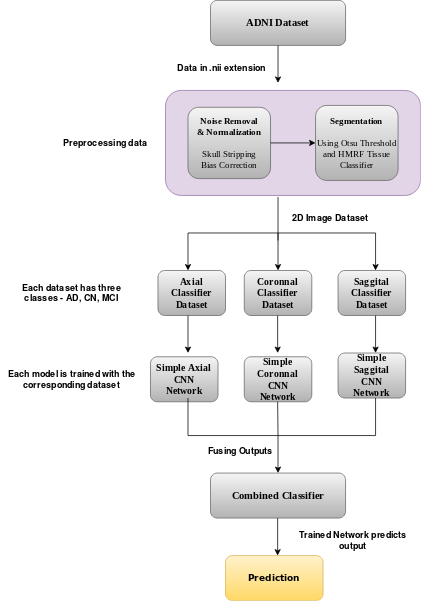 ADNI Dataset
Data in .nii extension
Preprocessing data
Noise Removal
& Normalization
Skull Stripping
Bias Correction
Segmentation
Using Otsu Threshold
and HMRF Tissue
Classifier
2D Image Dataset
Each dataset has three
classes - AD, CN, MCI
Axial
Classifier
Dataset
Coronnal
Classifier
Dataset
Saggital
Classifier
Dataset
Each model is trained with the
corresponding dataset
Simple Axial
CNN
Network
Simple
Coronnal
CNN
Network
Simple
Saggital
CNN
Network
Fusing Outputs
Combined Classifier
Trained Network predicts
output
Prediction